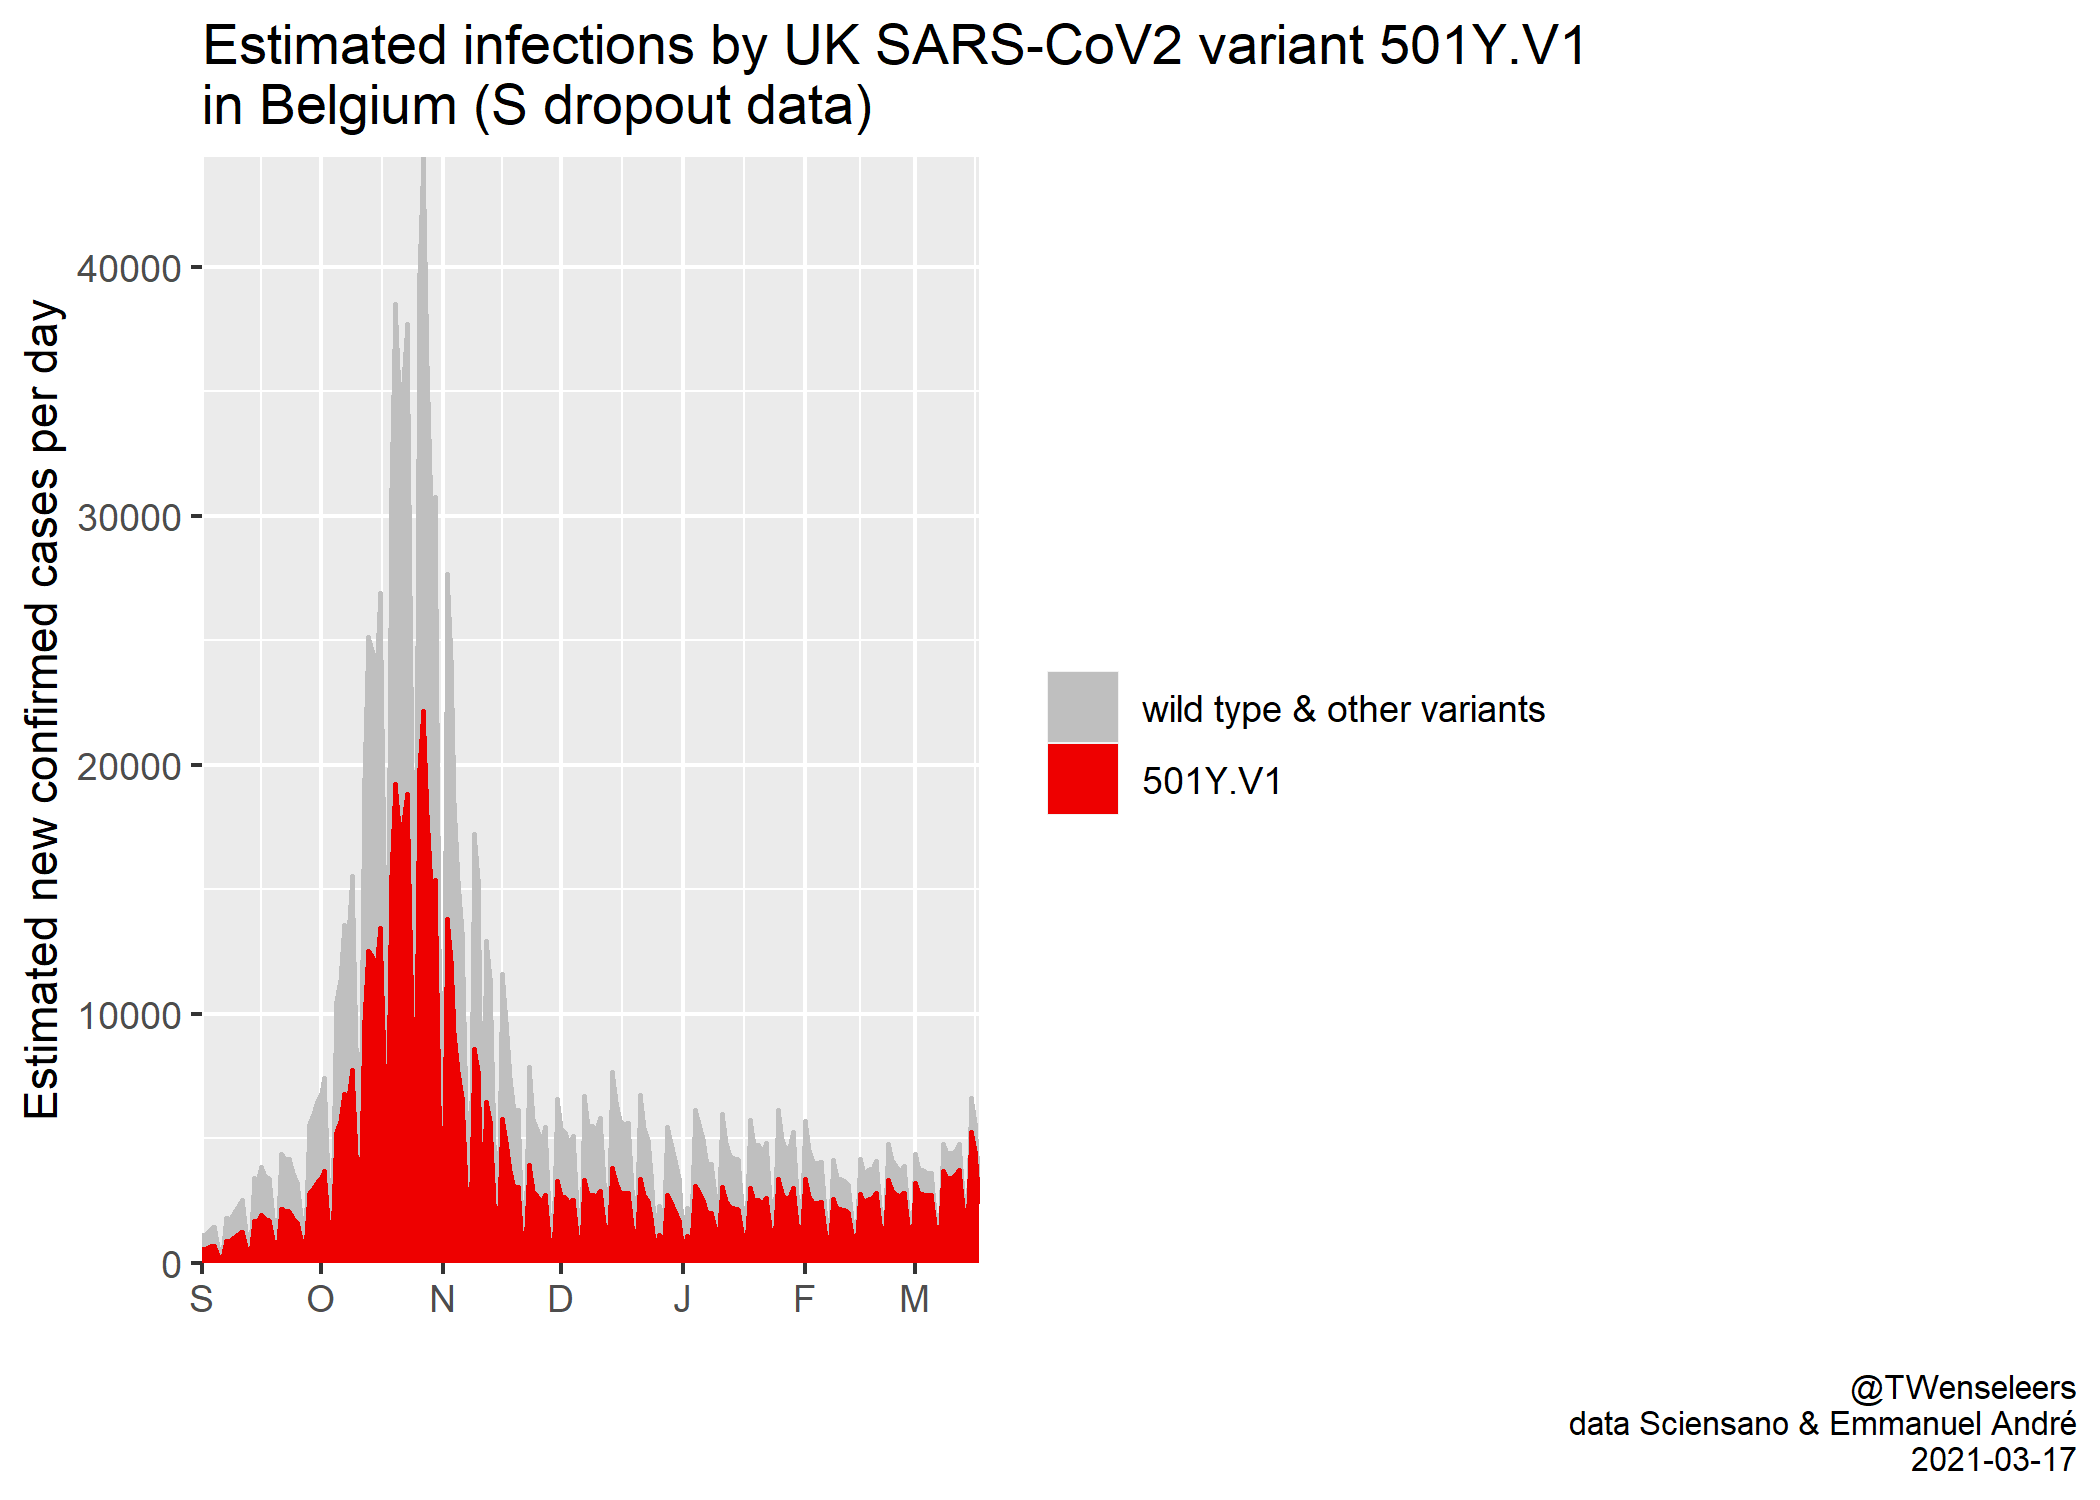 Estimated infections by UK SARS-CoV2 variant 501Y.V1
in Belgium (S dropout data)
Estimated new confirmed cases per day
40000
30000
20000
10000
0
S O N D J F M
wild type & other variants
501Y.V1
@TWenseleers
data Sciensano & Emmanuel André
2021-03-17